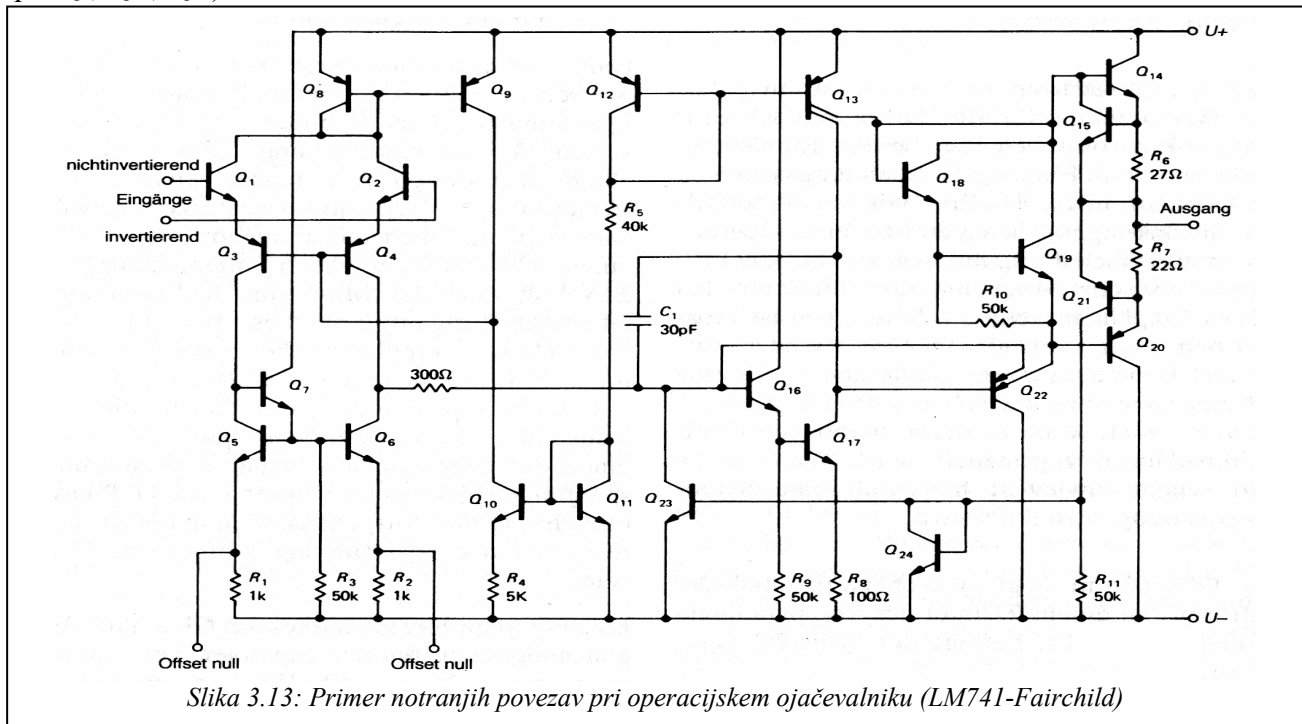 U+
Q8
Q9
Q12
Q13
Q14
Q15
nichtinvertierend
Q1
Q2
Q18
R6
27Ω
Eingänge
R5
40k
Ausgang
invertierend
Q3
Q4
Q19
R7
22Ω
C1
30pF
R10
50k
Q21
Q20
300Ω
Q7
Q16
Q22
Q5
Q6
Q17
Q10
Q11
Q23
Q24
R1
1k
R3
50k
R2
1k
R4
5K
R9
50k
R8
100Ω
R11
50k
U–
Offset null
Offset null
Slika 3.13: Primer notranjih povezav pri operacijskem ojačevalniku (LM741-Fairchild)